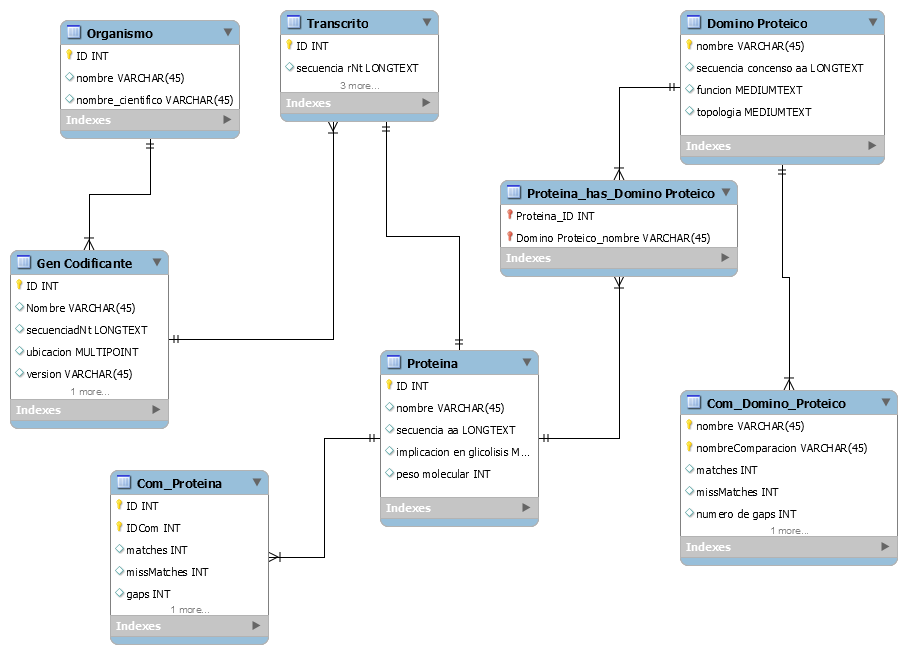 Organismo
ID INT
nombre VARCHAR(45)
nombre_cientifico VARCHAR(45)
Indexes
Transcrito
ID INT
secuencia rNt LONGTEXT
3 more...
Indexes
Domino Proteico
nombre VARCHAR(45)
secuencia concenso aa LONGTEXT
funcion MEDIUMTEXT
topologia MEDIUMTEXT
Indexes
Proteina_has_Domino Proteico
Proteina_ID INT
Domino Proteico_nombre VARCHAR(45)
Indexes
Gen Codificante
ID INT
Nombre VARCHAR(45)
secuenciadNt LONGTEXT
ubicacion MULTIPOINT
version VARCHAR(45)
1 more...
Indexes
Proteina
ID INT
nombre VARCHAR(45)
secuencia aa LONGTEXT
implicacion en glicolisis M...
peso molecular INT
Indexes
Com_Domino_Proteico
nombre VARCHAR(45)
nombreComparacion VARCHAR(45)
matches INT
missMatches INT
numero de gaps INT
1 more...
Indexes
Com_Proteina
ID INT
IDCom INT
matches INT
missMatches INT
gaps INT
1 more...
Indexes